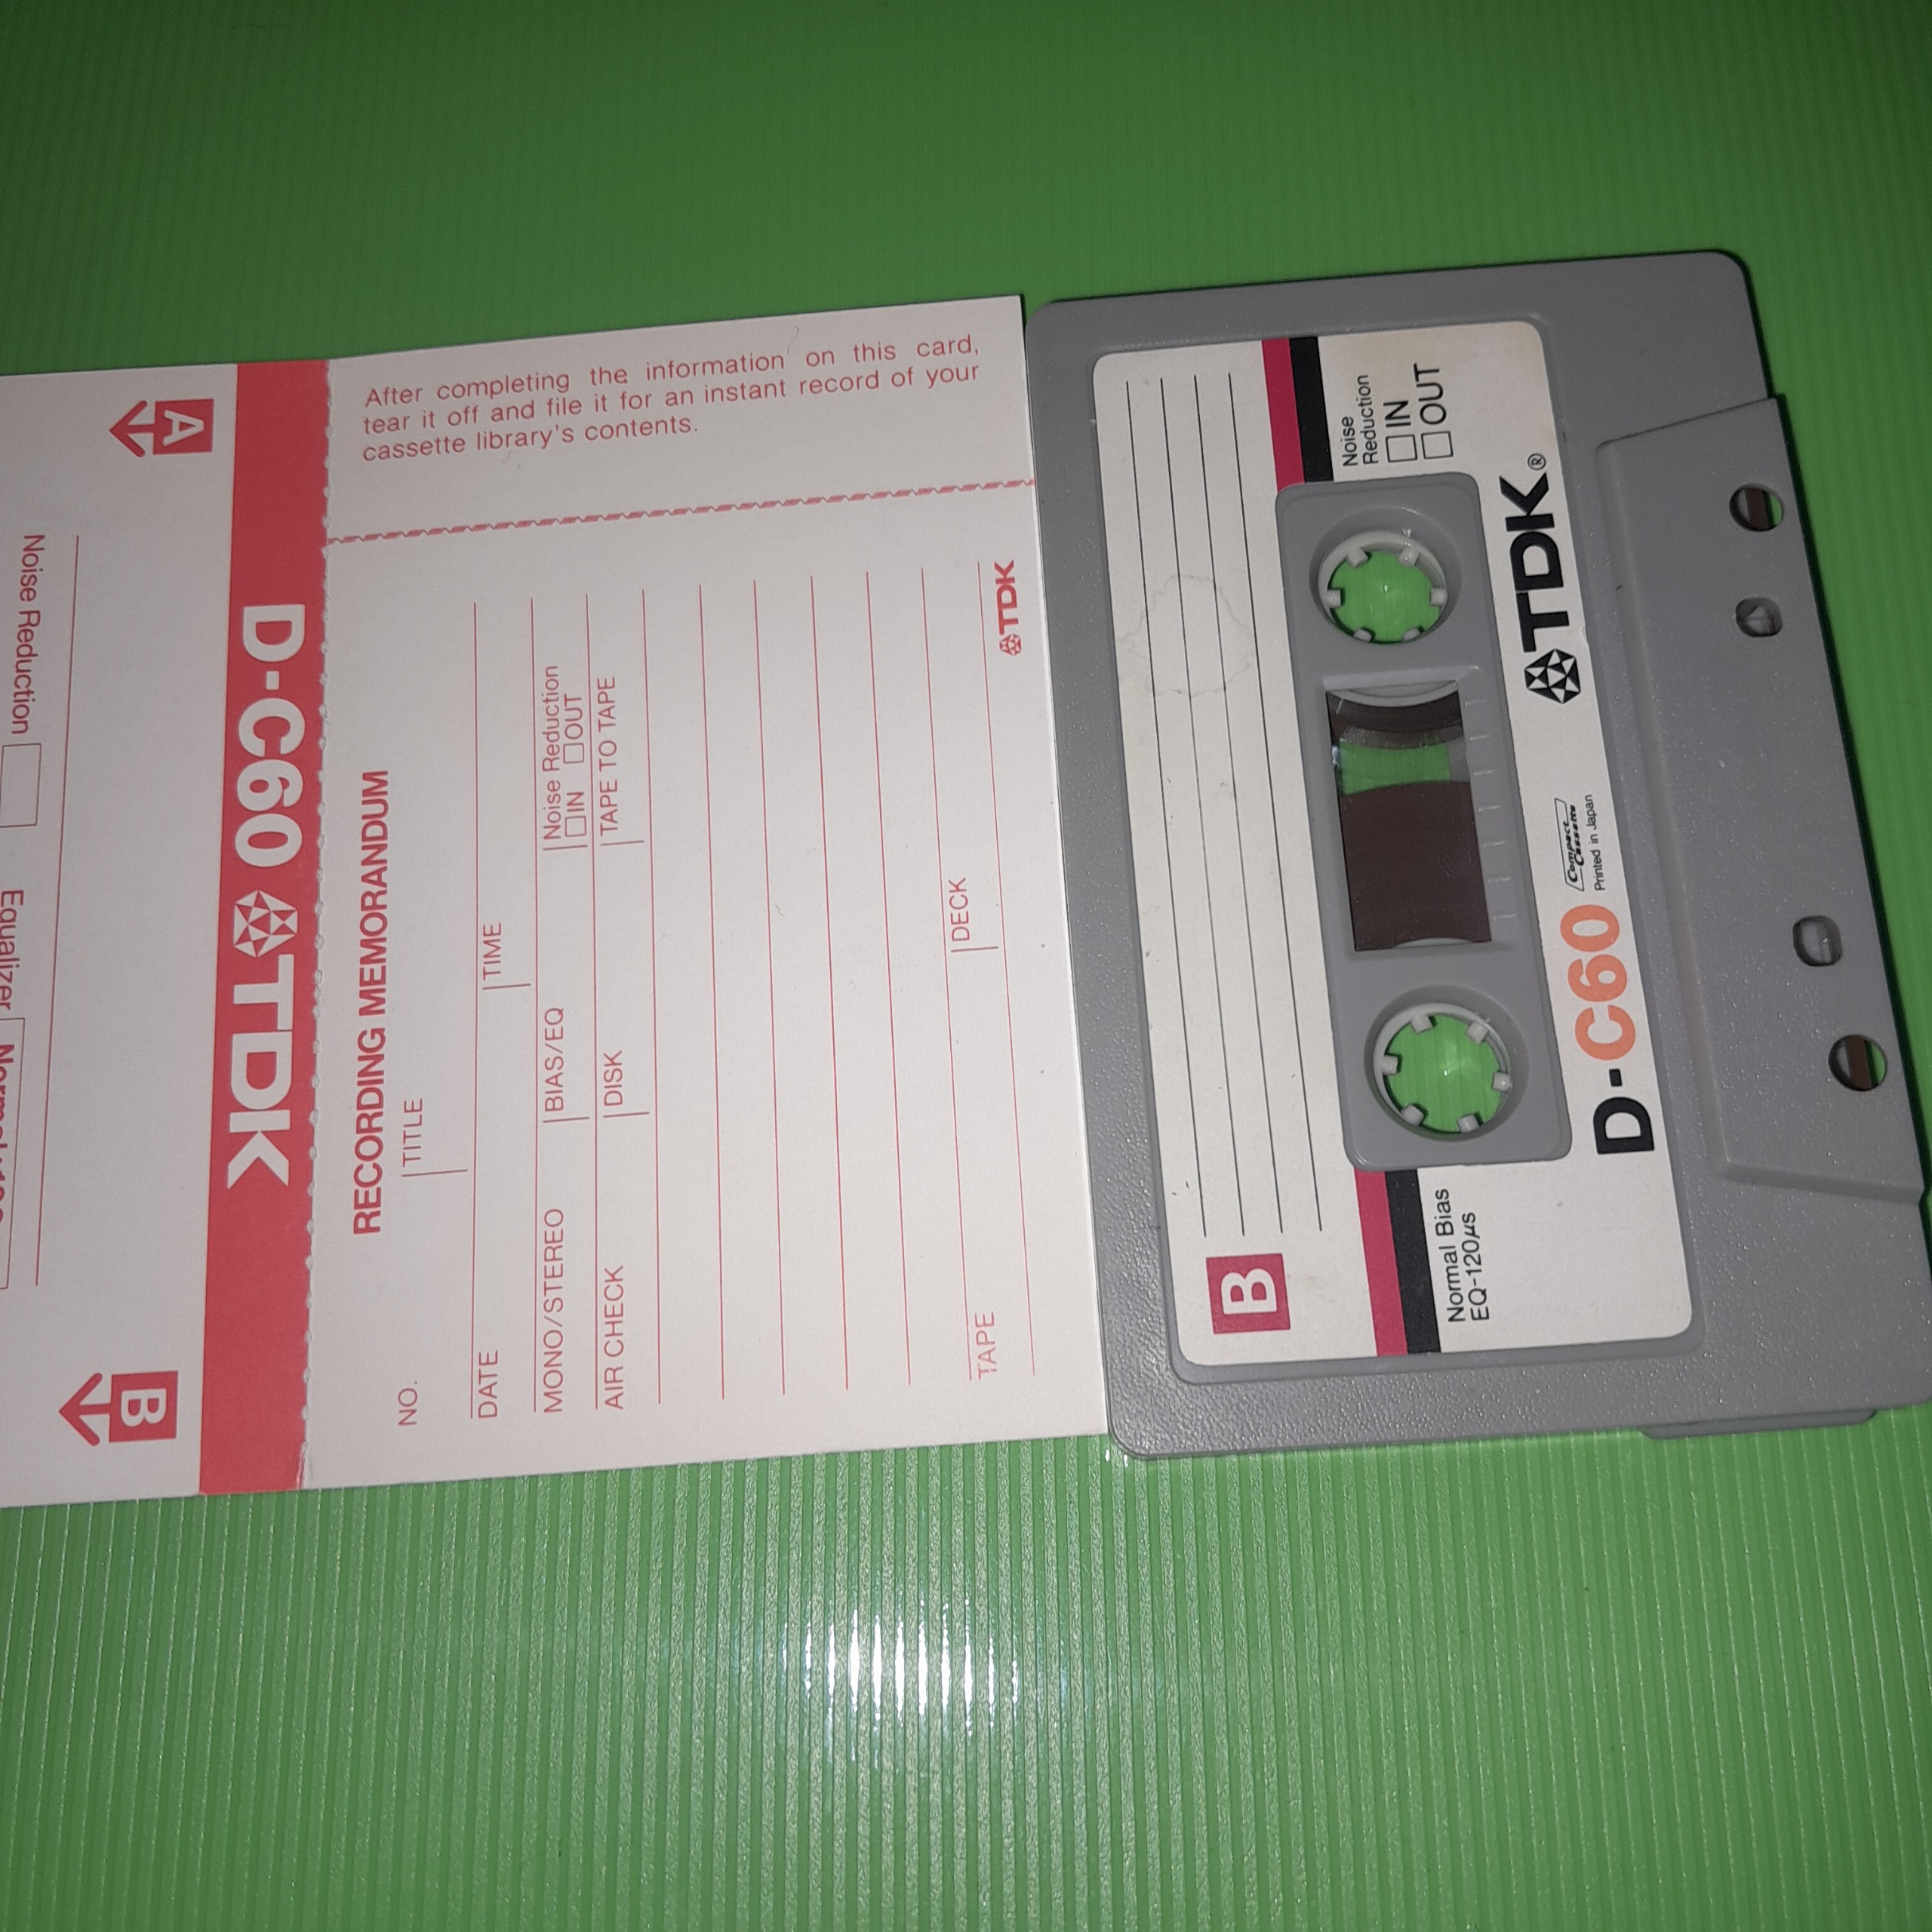 Noise Reduction
Equalizer
A
B
D-C60 TDK
After completing the information on this card,
tear it off and file it for an instant record of your
cassette library's contents.
RECORDING MEMORANDUM
NO.
TITLE
DATE
TIME
MONO/STEREO
BIAS/EQ
Noise Reduction
IN OUT
AIR CHECK
DISK
TAPE TO TAPE
TAPE
DECK
TDK
B
Normal Bias
EQ-120μs
Noise
Reduction
IN
OUT
D-C60
Compact
Cassette
Printed in Japan
TDK®